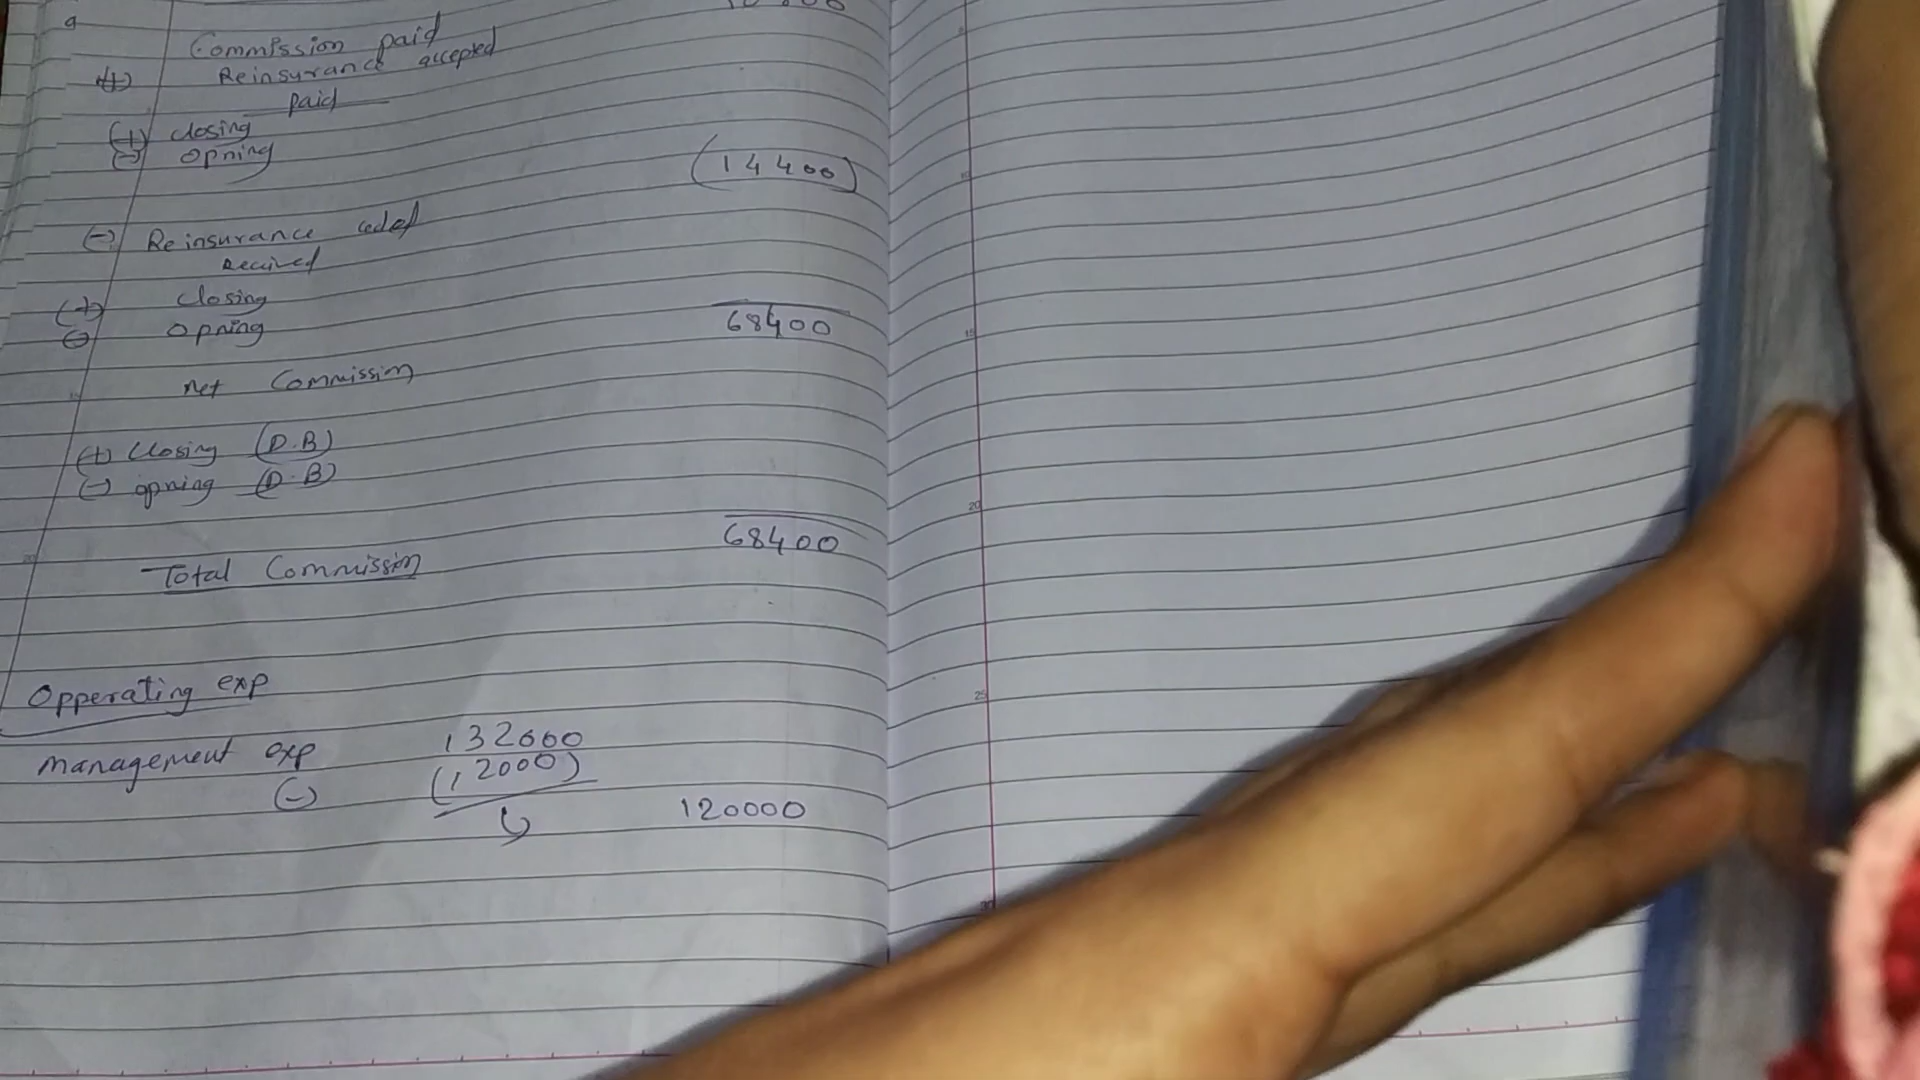 Commission paid
(+) Reinsurance accepted
paid
(+) closing
(-) opning
(14400)
(-) Reinsurance ceded
Received
(+) closing
(-) opning
68400
net Commission
(+) Closing (D.B)
(-) opning (D.B)
Total Commission 68400
Opperating exp
management exp 132000
(-) (12000)
120000